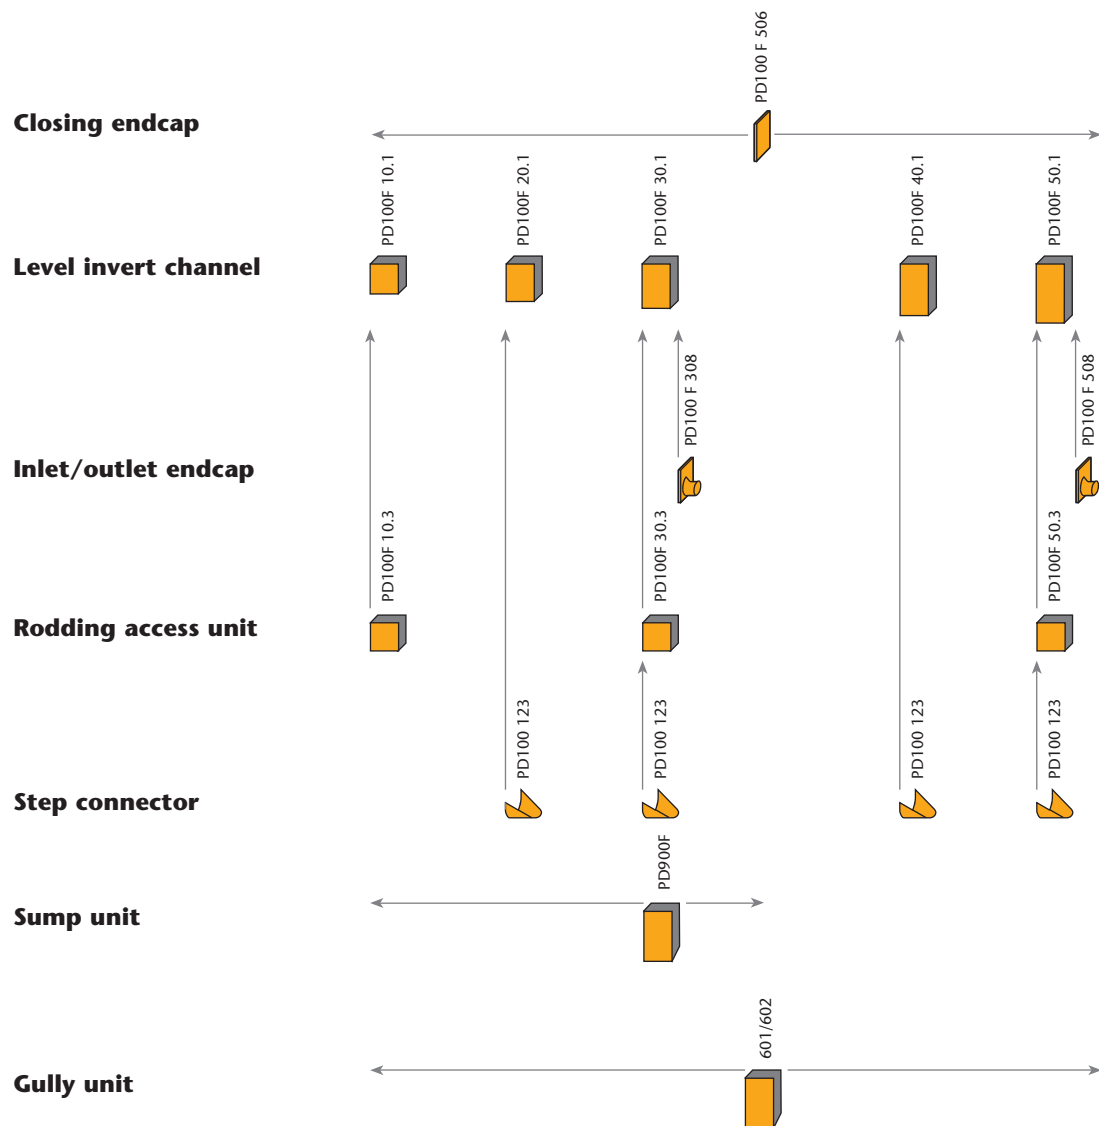 PD100 F 506
Closing endcap
PD100F 10.1
PD100F 20.1
PD100F 30.1
PD100F 40.1
PD100F 50.1
Level invert channel
PD100 F 308
PD100 F 508
Inlet/outlet endcap
PD100F 10.3
PD100F 30.3
PD100F 50.3
Rodding access unit
PD100 123
PD100 123
PD100 123
PD100 123
Step connector
PD900F
Sump unit
601/602
Gully unit